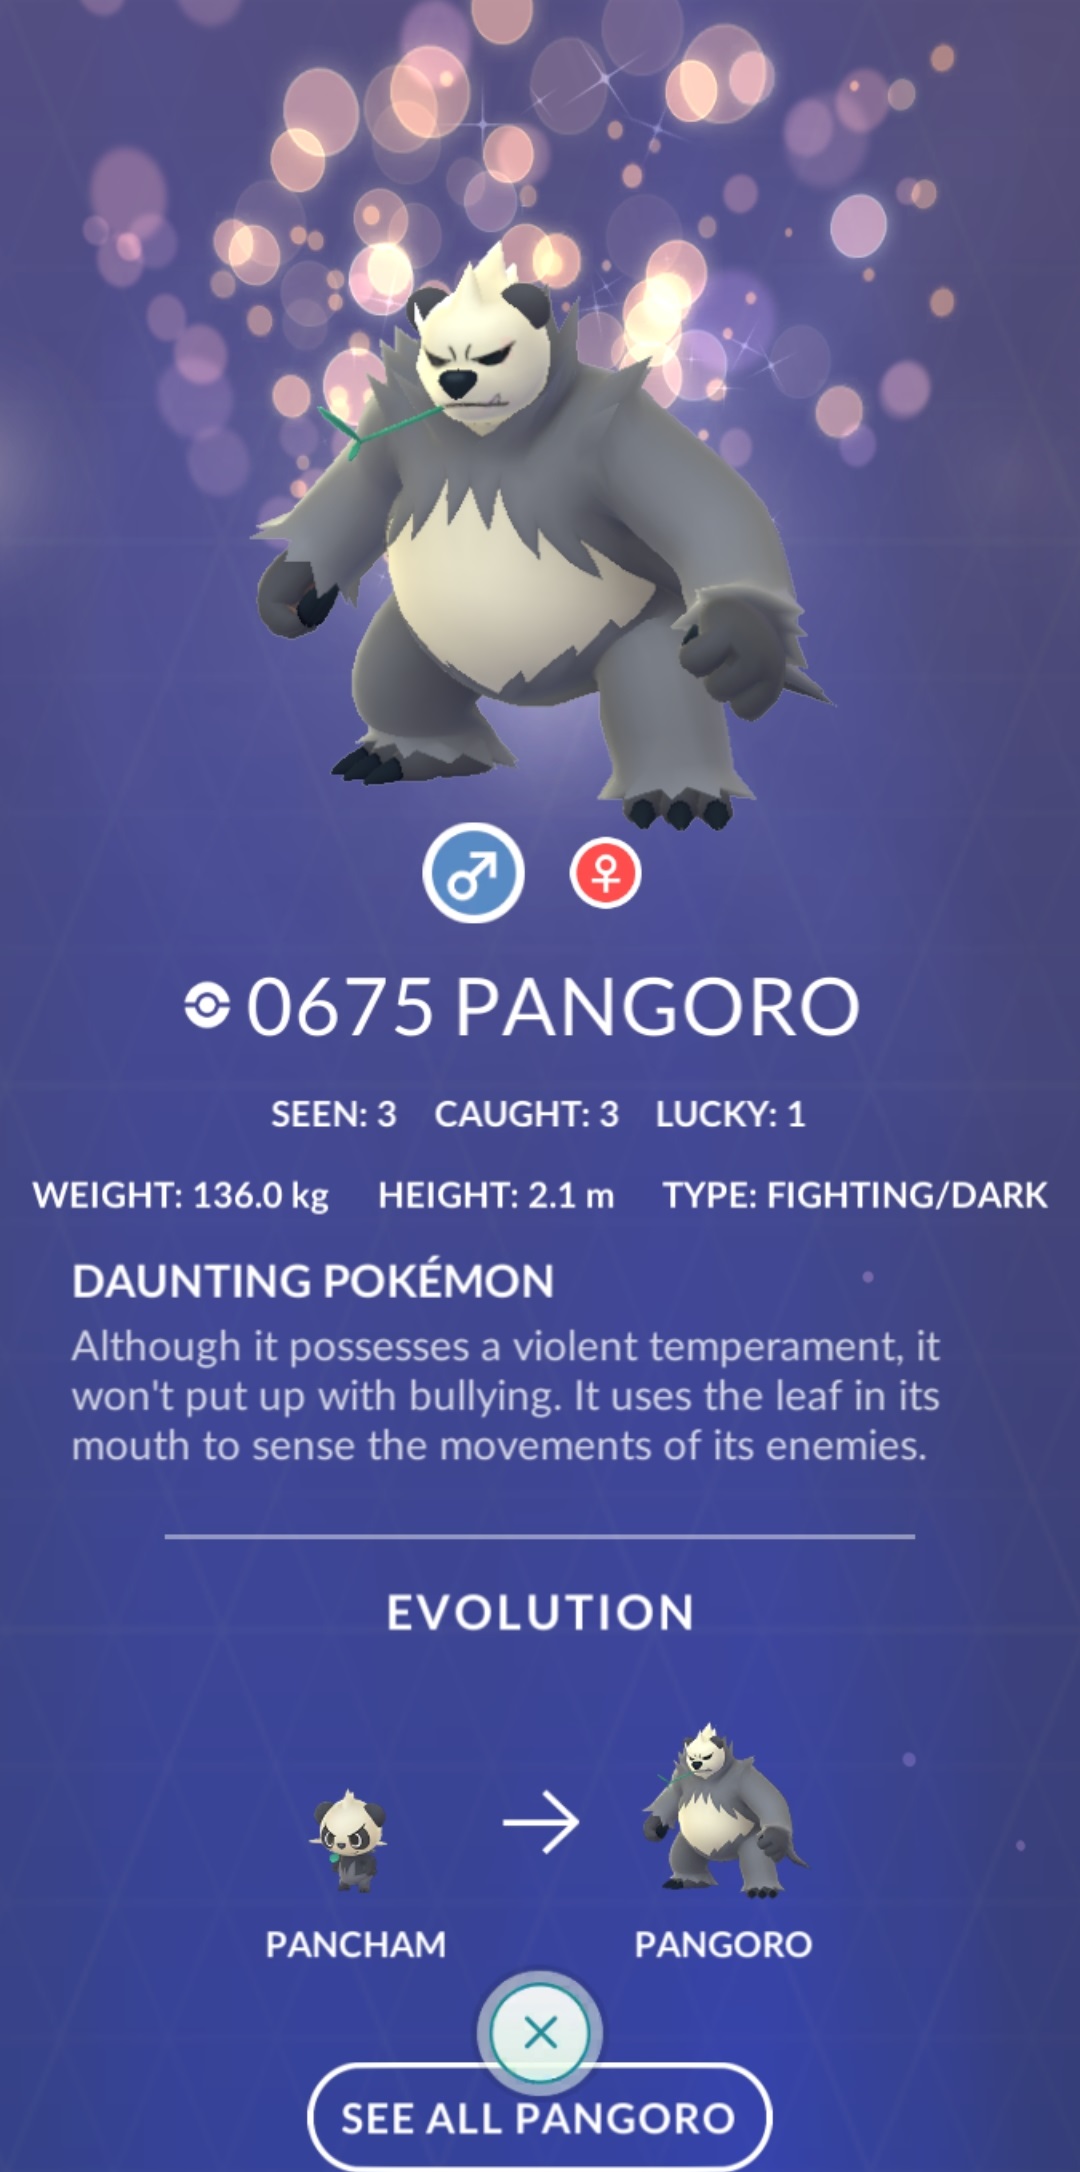 0675 PANGORO
SEEN: 3 CAUGHT: 3 LUCKY: 1
WEIGHT: 136.0 kg HEIGHT: 2.1 m TYPE: FIGHTING/DARK
DAUNTING POKÉMON
Although it possesses a violent temperament, it
won't put up with bullying. It uses the leaf in its
mouth to sense the movements of its enemies.
EVOLUTION
PANCHAM PANGORO
SEE ALL PANGORO